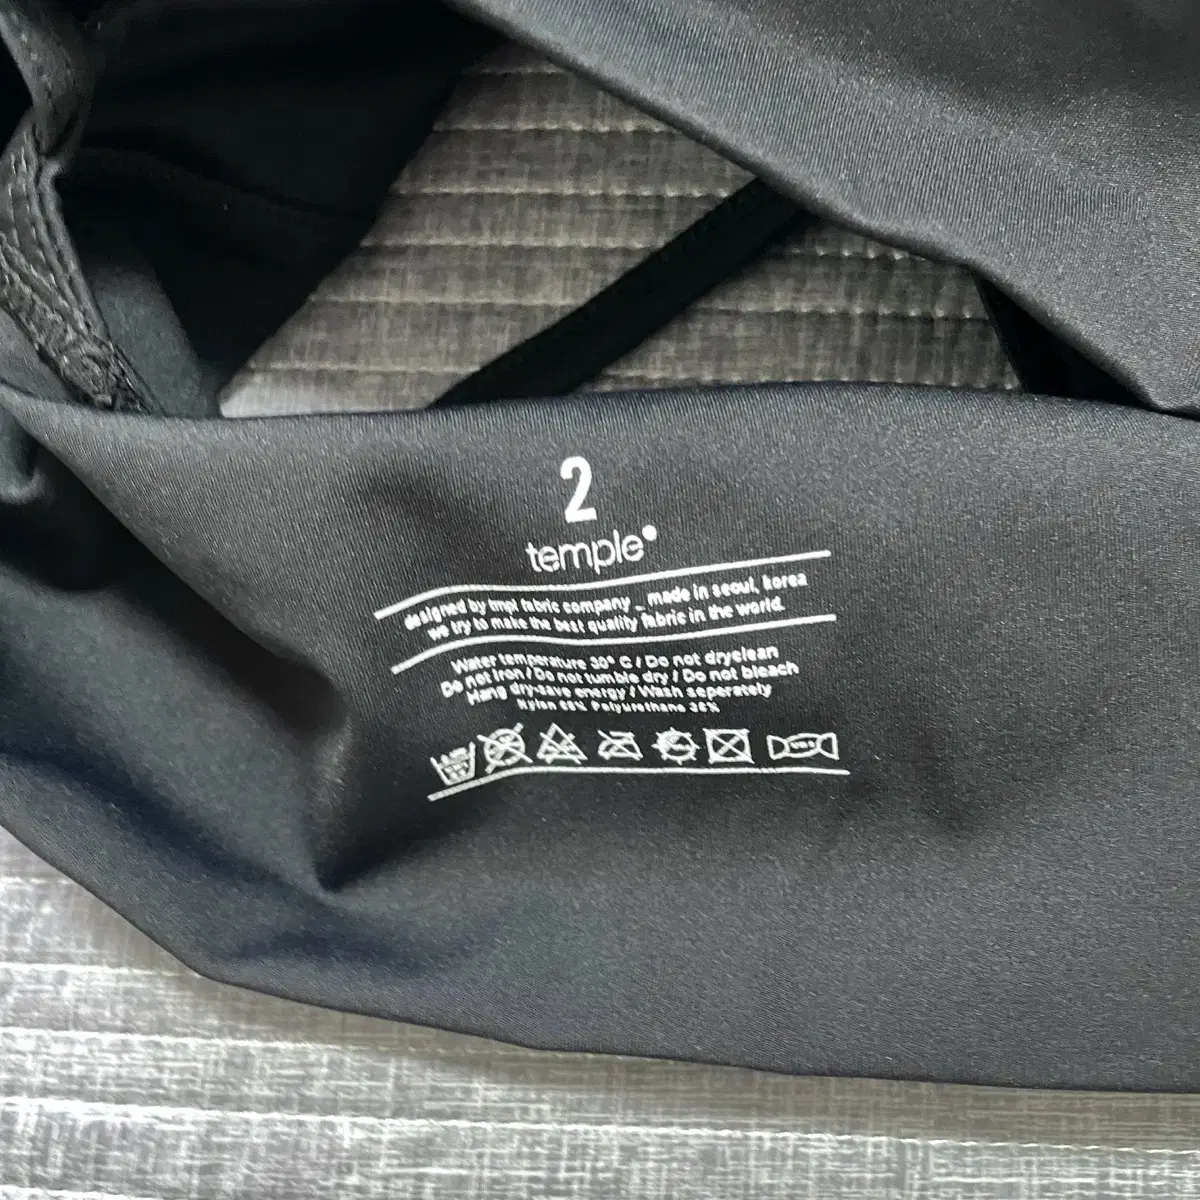 2
temple
designed by tmpl fabric company _ made in seoul, korea
we try to make the best quality fabric in the world.
Water temperature 30° C / Do not dryclean
Do not Iron / Do not tumble dry / Do not bleach
Hang dry-save energy / Wash seperately
Nylon Polyurethane